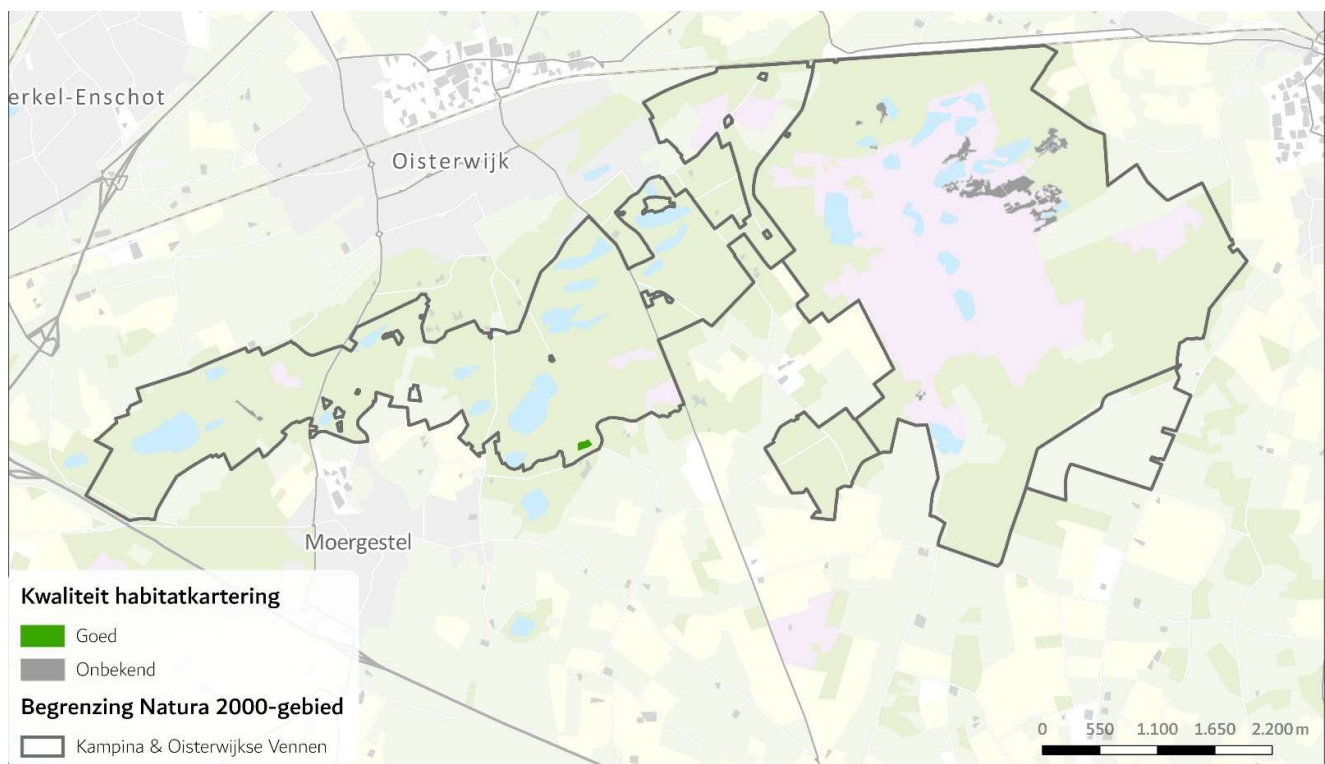 erkel-Enschot
Oisterwijk
Moergestel
Kwaliteit habitatkartering
Goed
Onbekend
Begrenzing Natura 2000-gebied
Kampina & Oisterwijkse Vennen
0 550 1.100 1.650 2.200 m